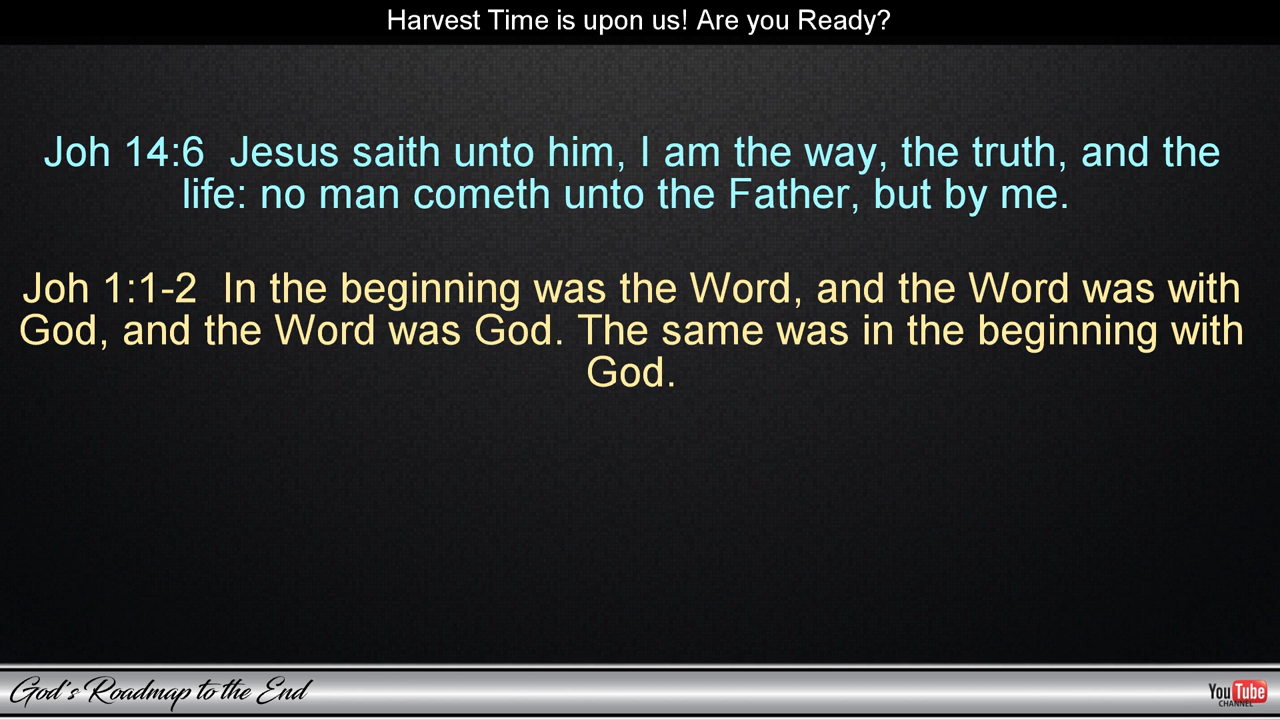 Harvest Time is upon us! Are you Ready?
Joh 14:6  Jesus saith unto him, I am the way, the truth, and the
life: no man cometh unto the Father, but by me.
Joh 1:1-2  In the beginning was the Word, and the Word was with
God, and the Word was God. The same was in the beginning with
God.
God's Roadmap to the End
YouTube
CHANNEL